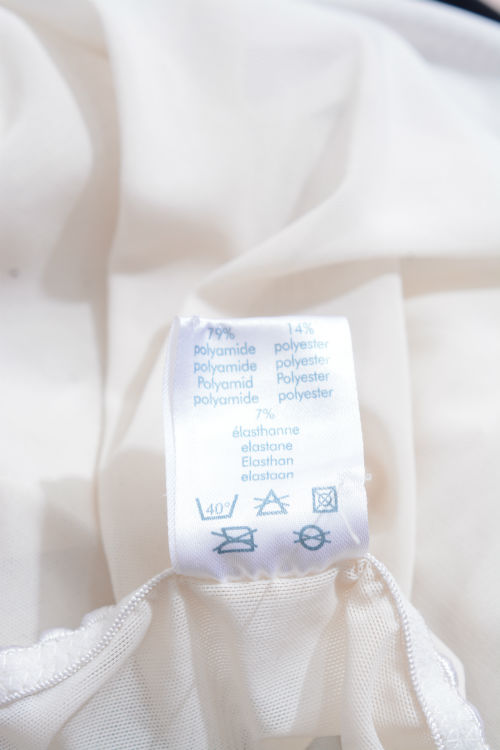 79% 14%
polyamide polyester
polyamide polyester
Polyamid Polyester
polyamide polyester
7%
élasthanne
elastane
Elasthan
elastaan
40°